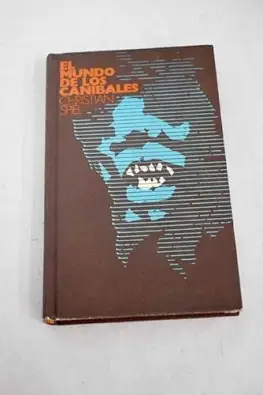 EL
MUNDO
DE LOS
CANIBALES
CHRISTIAN
SPIEL